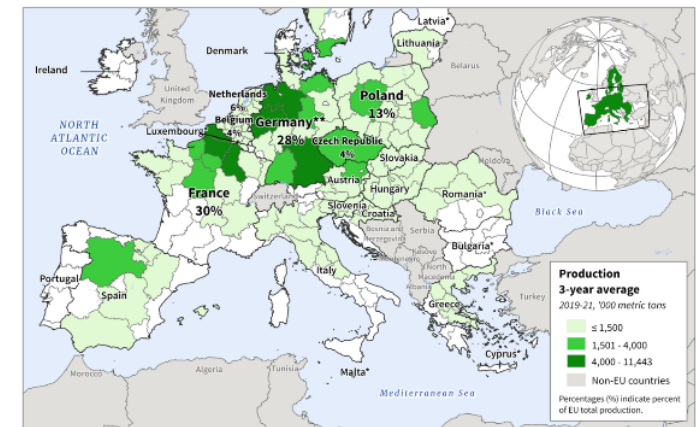 Latvia*
Denmark
Lithuania
Ireland
Belarus
United
Kingdom
Netherlands
6%
Poland
13%
Belgium
4%
Germany**
28%
NORTH
ATLANTIC
OCEAN
Luxembourg*
Czech Republic
4%
Slovakia
Moldova
Austria
France
30%
Switzerland
Hungary
Romania*
Slovenia
Croatia*
Bosnia and
Herzegovina
Serbia
Black Sea
Bulgaria*
Kosovo
Italy
North
Macedonia
Albania
Portugal
Spain
Greece
Turkey
Cyprus*
Malta*
Morocco
Algeria
Tunisia
Mediterranean Sea
Production
3-year average
2019-21, '000 metric tons
≤ 1,500
1,501 - 4,000
4,000 - 11,443
Non-EU countries
Percentages (%) indicate percent
of EU total production.